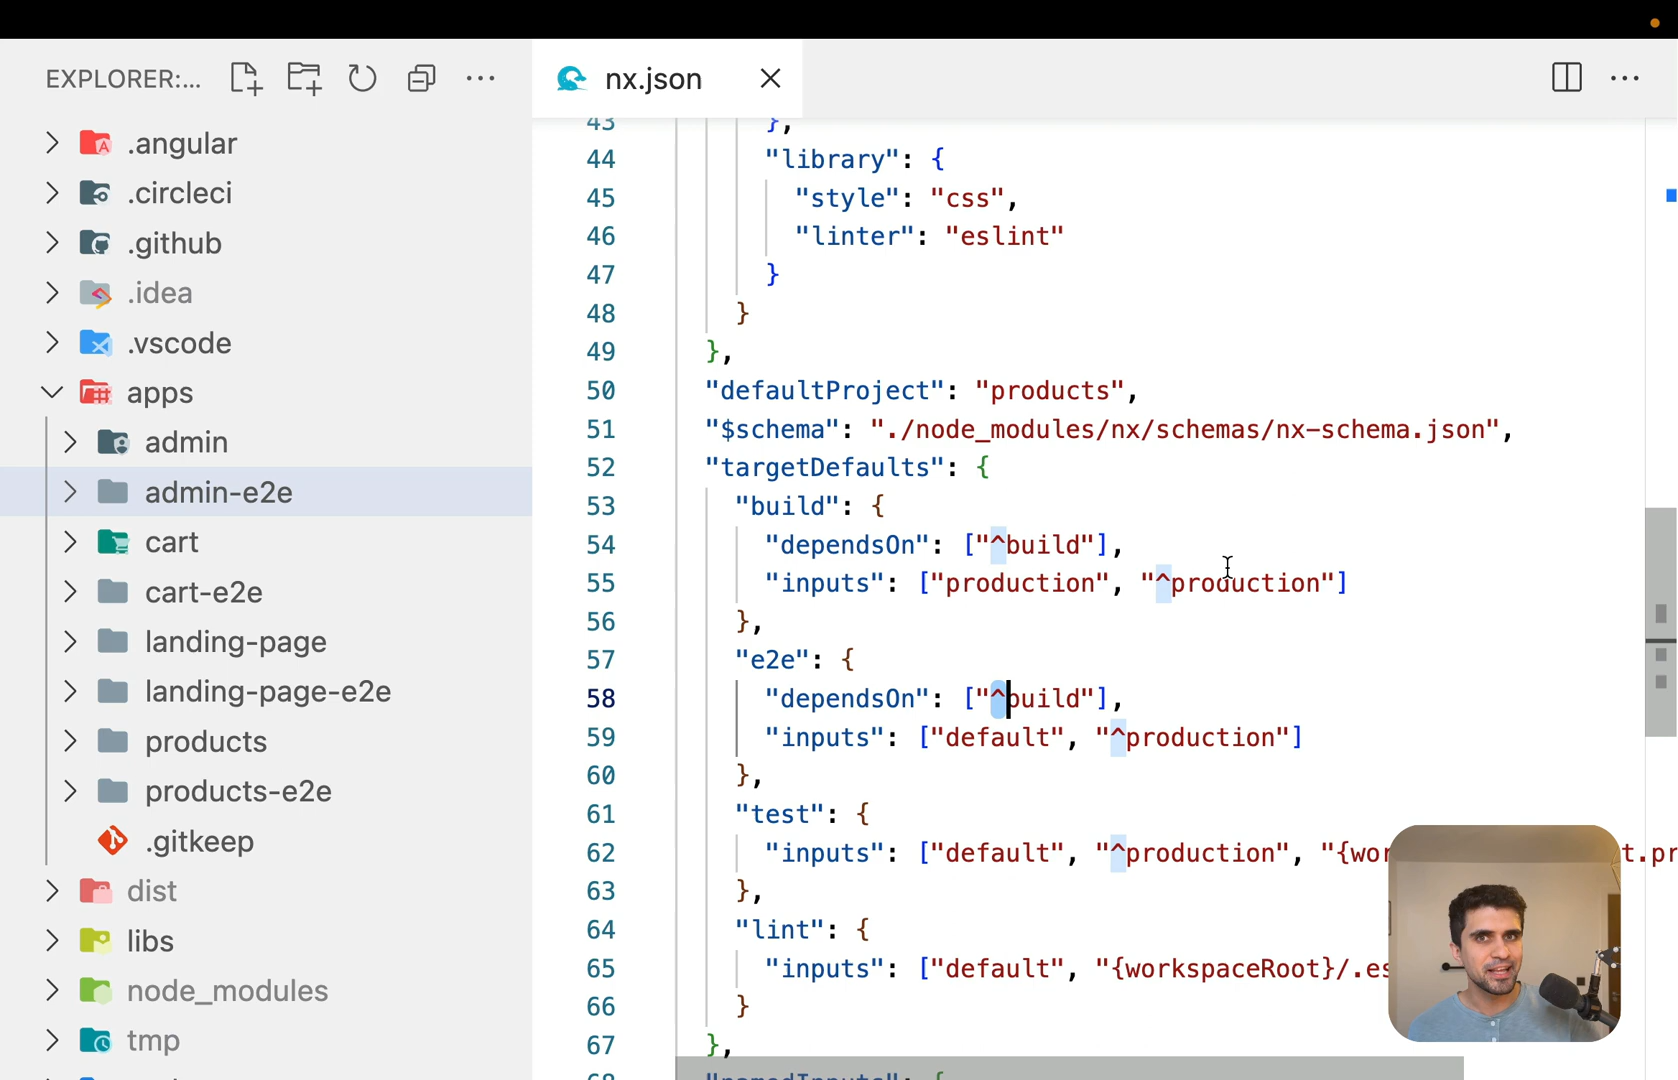 EXPLORER:...
nx.json
.angular
.circleci
.github
.idea
.vscode
apps
admin
admin-e2e
cart
cart-e2e
landing-page
landing-page-e2e
products
products-e2e
.gitkeep
dist
libs
node_modules
tmp
43 },
44 "library": {
45 "style": "css",
46 "linter": "eslint"
47 }
48 }
49 },
50 "defaultProject": "products",
51 "$schema": "./node_modules/nx/schemas/nx-schema.json",
52 "targetDefaults": {
53 "build": {
54 "dependsOn": ["^build"],
55 "inputs": ["production", "^production"]
56 },
57 "e2e": {
58 "dependsOn": ["^build"],
59 "inputs": ["default", "^production"]
60 },
61 "test": {
62 "inputs": ["default", "^production", "{wor t.pr
63 },
64 "lint": {
65 "inputs": ["default", "{workspaceRoot}/.es
66 }
67 },
68 "namedInputs": {